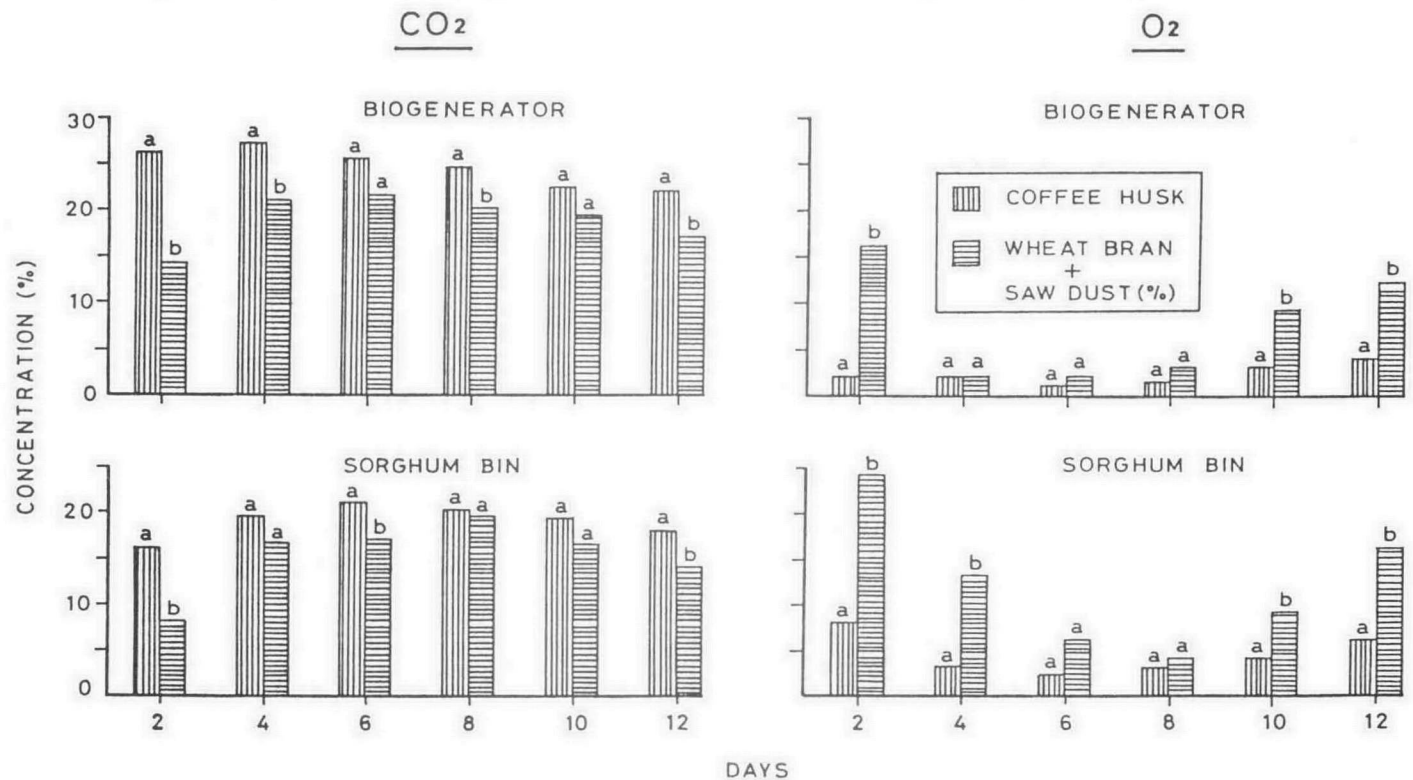 CO2
O2
BIOGENERATOR
30
20
10
0
a b a b a a a b a a a b
BIOGENERATOR
a b a a a a a a a b a b
COFFEE HUSK
WHEAT BRAN
+
SAW DUST (%)
CONCENTRATION (%)
SORGHUM BIN
20
10
0
a b a a a b a a a a a b
2 4 6 8 10 12
SORGHUM BIN
a b a b a a a a a b a b
2 4 6 8 10 12
DAYS